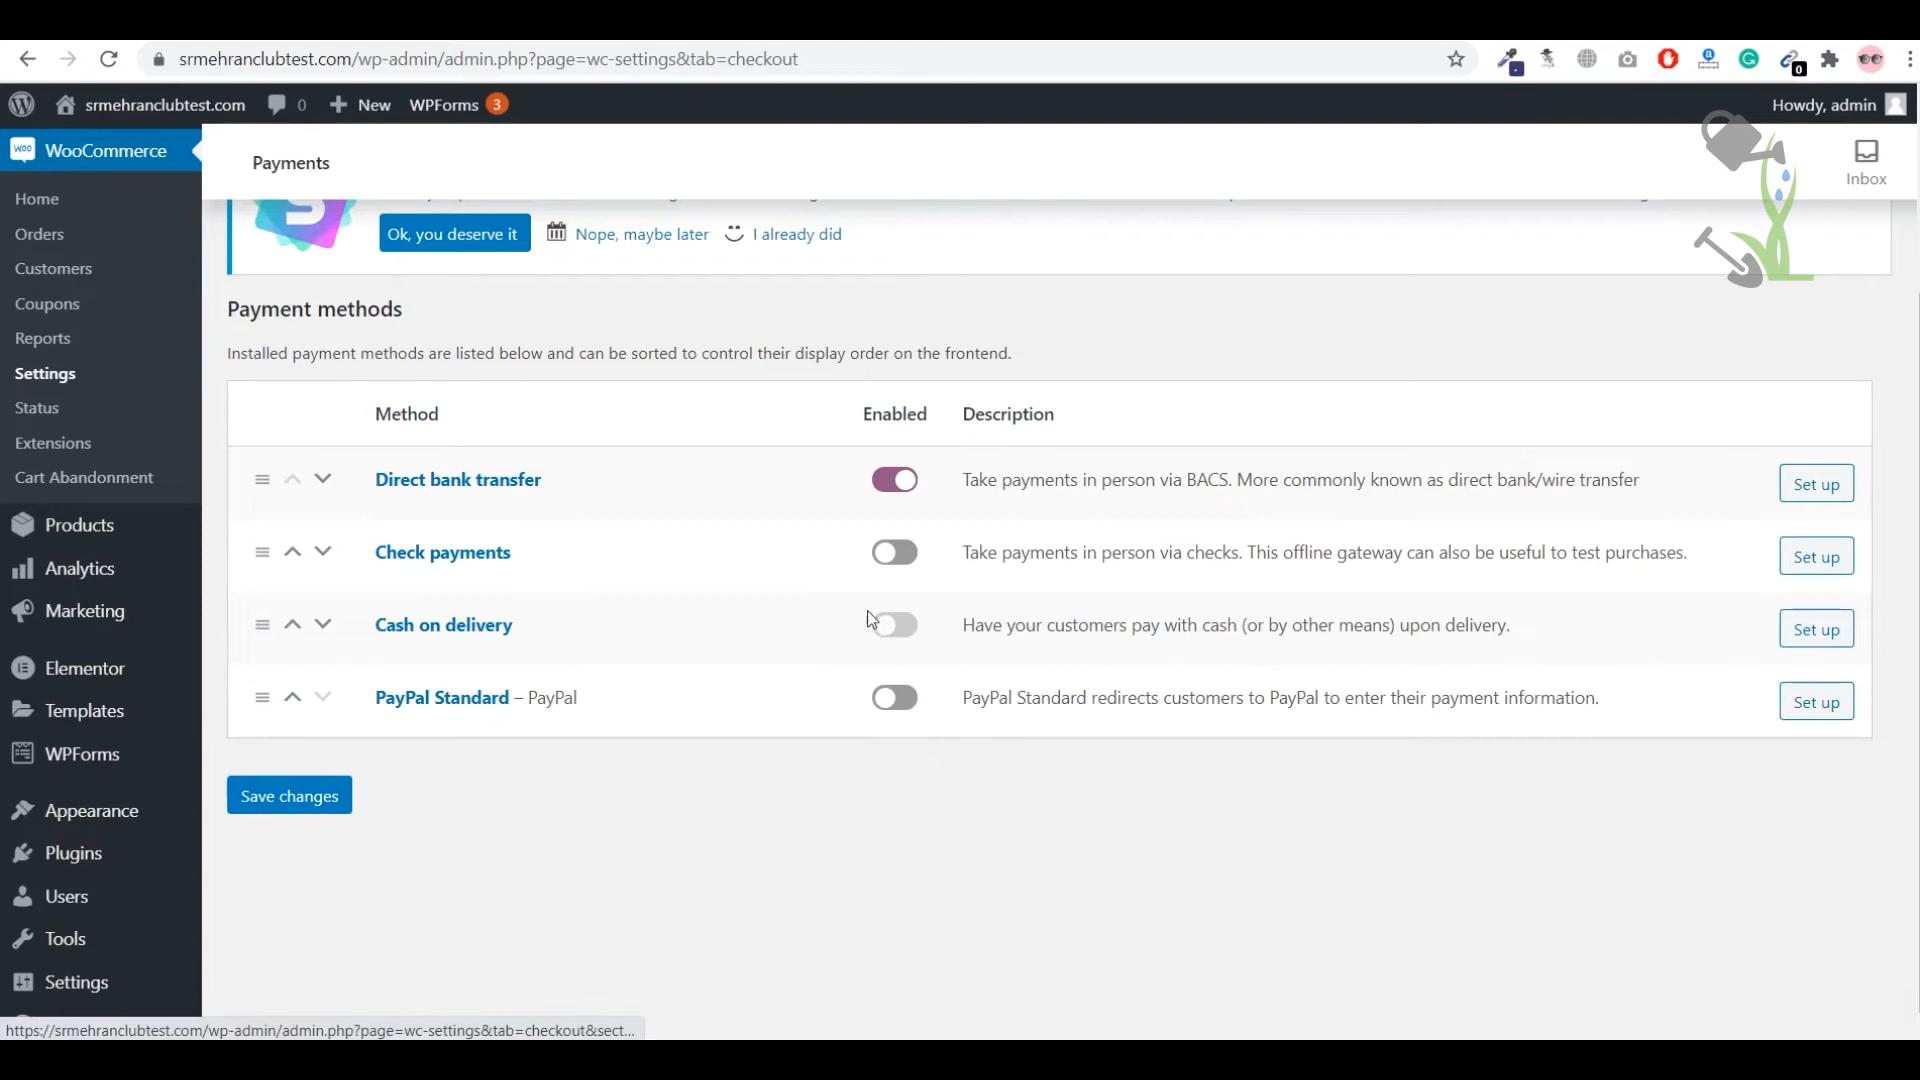 srmehranclubtest.com/wp-admin/admin.php?page=wc-settings&tab=checkout
0
srmehranclubtest.com 0 New WPForms 3 Howdy, admin
WooCommerce
Payments
Inbox
Home
Orders
Customers
Coupons
Reports
Settings
Status
Extensions
Cart Abandonment
Products
Analytics
Marketing
Elementor
Templates
WPForms
Appearance
Plugins
Users
Tools
Settings
Ok, you deserve it Nope, maybe later I already did
Payment methods
Installed payment methods are listed below and can be sorted to control their display order on the frontend.
Method Enabled Description
Direct bank transfer Take payments in person via BACS. More commonly known as direct bank/wire transfer Set up
Check payments Take payments in person via checks. This offline gateway can also be useful to test purchases. Set up
Cash on delivery Have your customers pay with cash (or by other means) upon delivery. Set up
PayPal Standard – PayPal PayPal Standard redirects customers to PayPal to enter their payment information. Set up
Save changes
https://srmehranclubtest.com/wp-admin/admin.php?page=wc-settings&tab=checkout&sect...